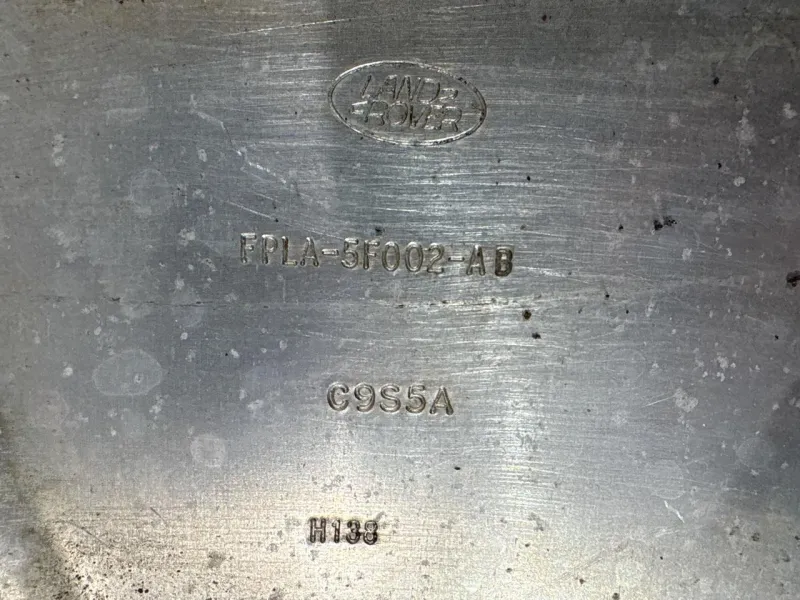 LAND-
ROVER
FPLA-5F002-AB
C9S5A
H138